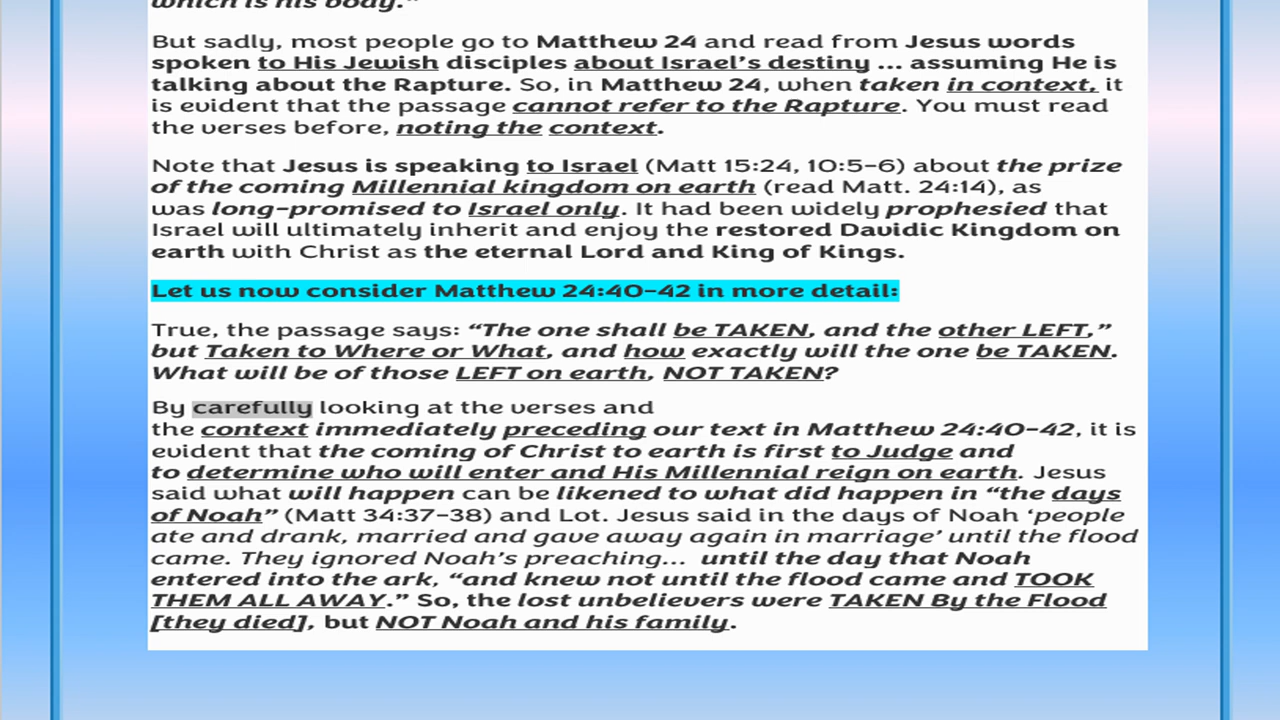 which is his body."
But sadly, most people go to Matthew 24 and read from Jesus words
spoken to His Jewish disciples about Israel's destiny ... assuming He is
talking about the Rapture. So, in Matthew 24, when taken in context, it
is evident that the passage cannot refer to the Rapture. You must read
the verses before, noting the context.
Note that Jesus is speaking to Israel (Matt 15:24, 10:5-6) about the prize
of the coming Millennial kingdom on earth (read Matt. 24:14), as
was long-promised to Israel only. It had been widely prophesied that
Israel will ultimately inherit and enjoy the restored Davidic Kingdom on
earth with Christ as the eternal Lord and King of Kings.
Let us now consider Matthew 24:40-42 in more detail:
True, the passage says: "The one shall be TAKEN, and the other LEFT,"
but Taken to Where or What, and how exactly will the one be TAKEN.
What will be of those LEFT on earth, NOT TAKEN?
By carefully looking at the verses and
the context immediately preceding our text in Matthew 24:40-42, it is
evident that the coming of Christ to earth is first to Judge and
to determine who will enter and His Millennial reign on earth. Jesus
said what will happen can be likened to what did happen in "the days
of Noah" (Matt 34:37-38) and Lot. Jesus said in the days of Noah 'people
ate and drank, married and gave away again in marriage' until the flood
came. They ignored Noah's preaching... until the day that Noah
entered into the ark, "and knew not until the flood came and TOOK
THEM ALL AWAY." So, the lost unbelievers were TAKEN By the Flood
[they died], but NOT Noah and his family.